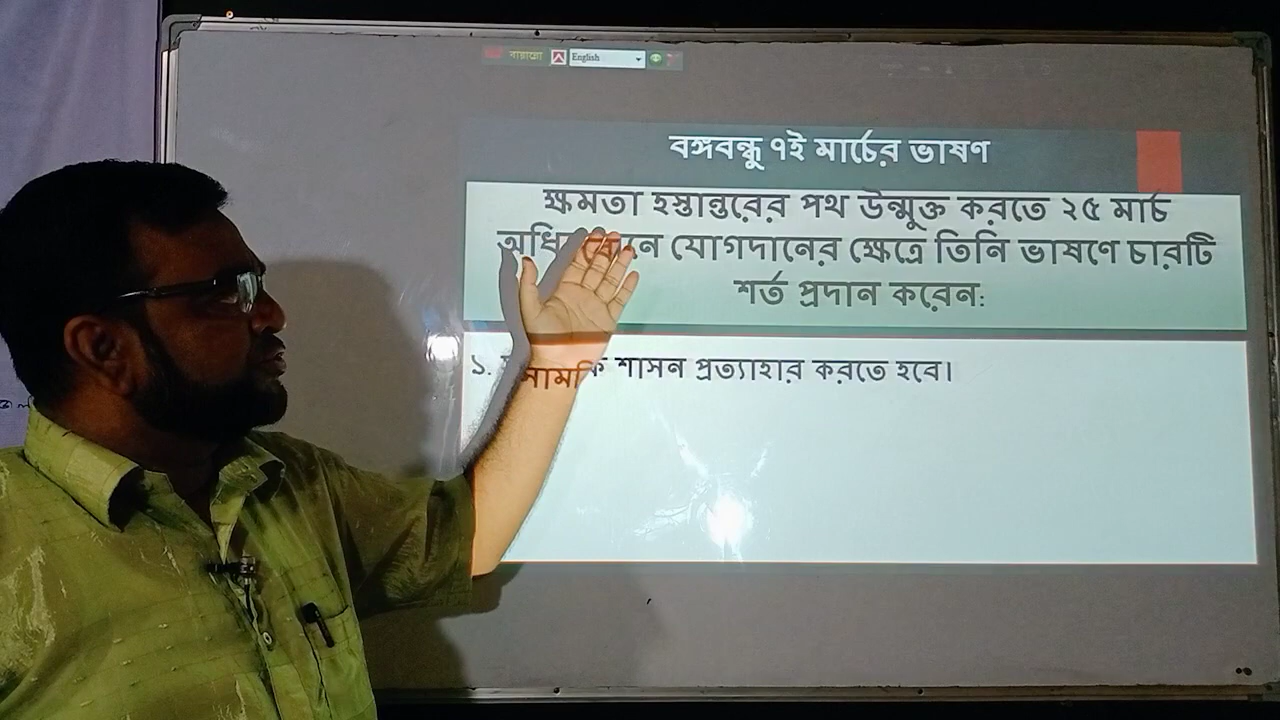 বারান্নো English
বঙ্গবন্ধু ৭ই মার্চের ভাষণ
ক্ষমতা হস্তান্তরের পথ উন্মুক্ত করতে ২৫ মার্চ
যোগদানের ক্ষেত্রে তিনি ভাষণে চারটি
শর্ত প্রদান করেন:
১. সামরিক শাসন প্রত্যাহার করতে হবে।